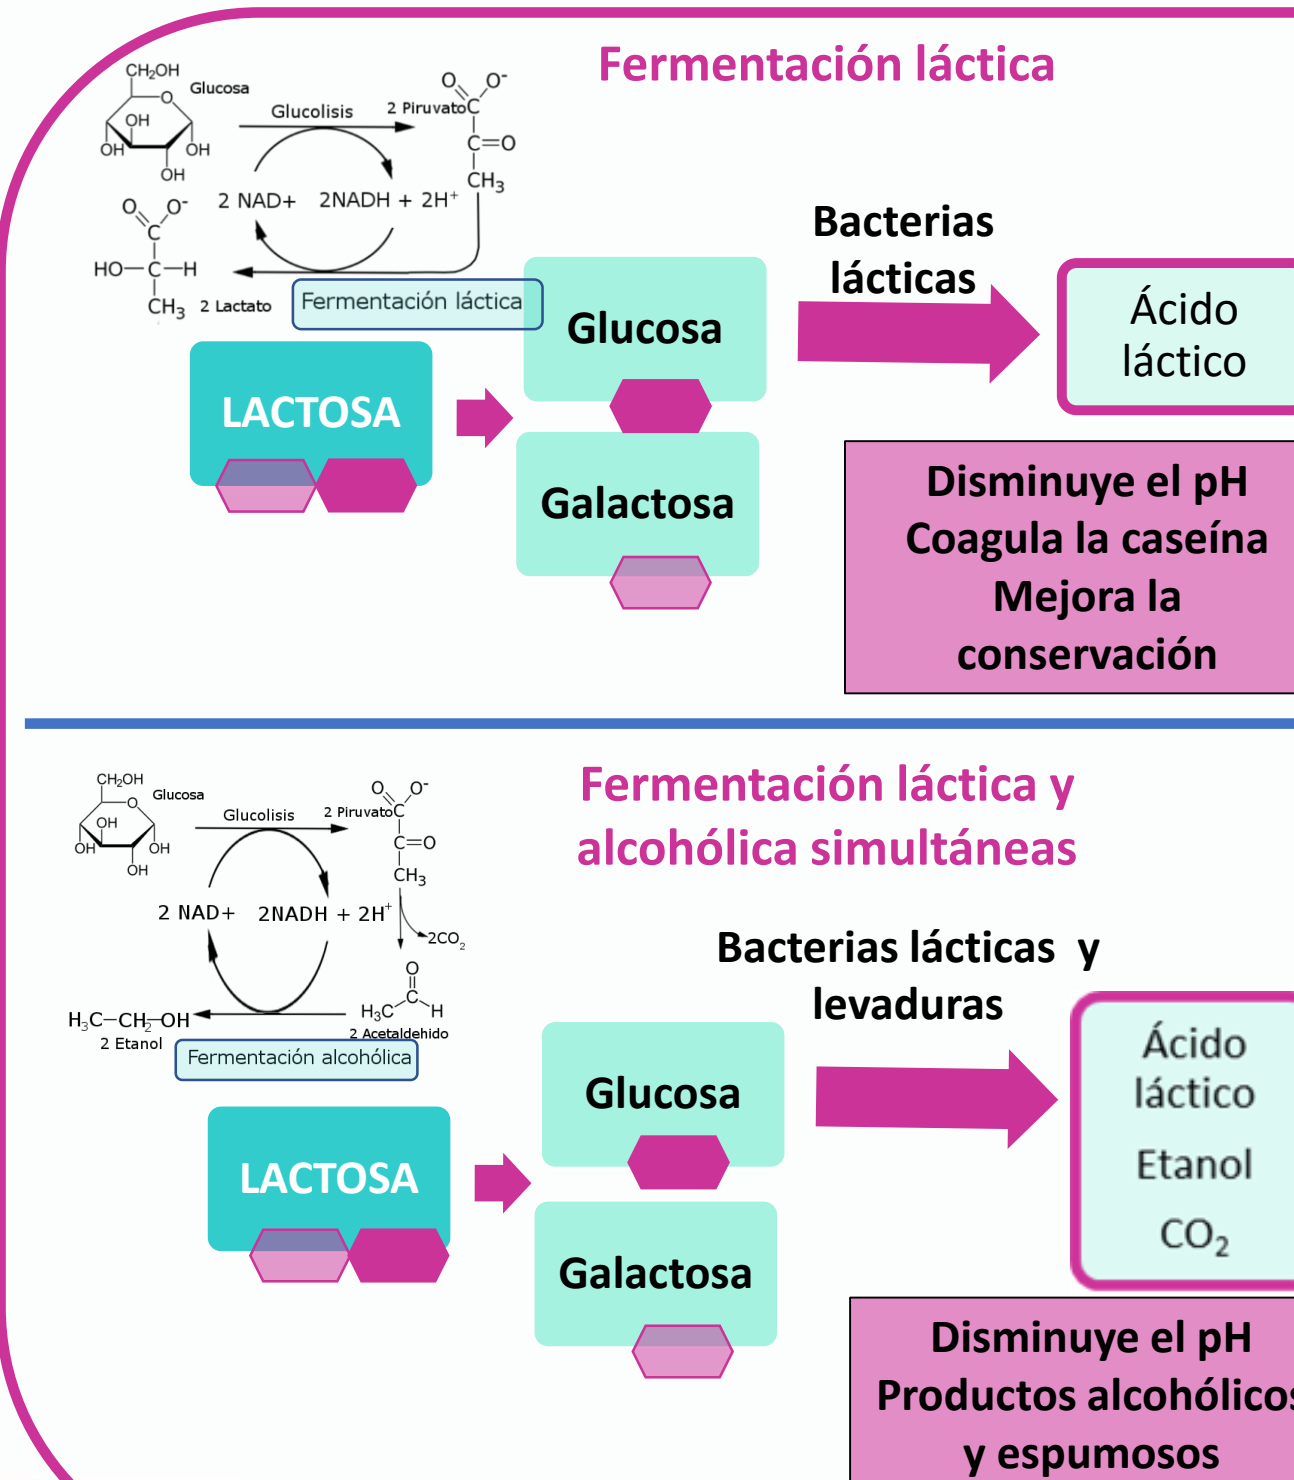 Fermentación láctica
CH₂OH
O
Glucosa
OH
OH
OH
OH
Glucolisis
2 Piruvato
O
O⁻
C
C=O
CH₃
2 NAD+
2NADH + 2H⁺
O
O⁻
C
HO—C—H
CH₃
2 Lactato
Fermentación láctica
LACTOSA
Glucosa
Galactosa
Bacterias
lácticas
Ácido
láctico
Disminuye el pH
Coagula la caseína
Mejora la
conservación
Fermentación láctica y
alcohólica simultáneas
CH₂OH
O
Glucosa
OH
OH
OH
OH
Glucolisis
2 Piruvato
O
O⁻
C
C=O
CH₃
2 NAD+
2NADH + 2H⁺
2CO₂
O
H₃C
C
H
2 Acetaldehido
H₃C—CH₂—OH
2 Etanol
Fermentación alcohólica
LACTOSA
Glucosa
Galactosa
Bacterias lácticas y
levaduras
Ácido
láctico
Etanol
CO₂
Disminuye el pH
Productos alcohólicos
y espumosos